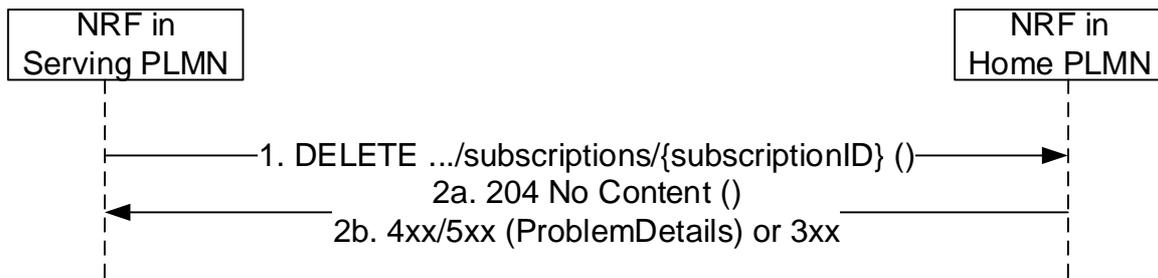 NRF in
Serving PLMN
NRF in
Home PLMN
1. DELETE .../subscriptions/{subscriptionID} ()
2a. 204 No Content ()
2b. 4xx/5xx (ProblemDetails) or 3xx